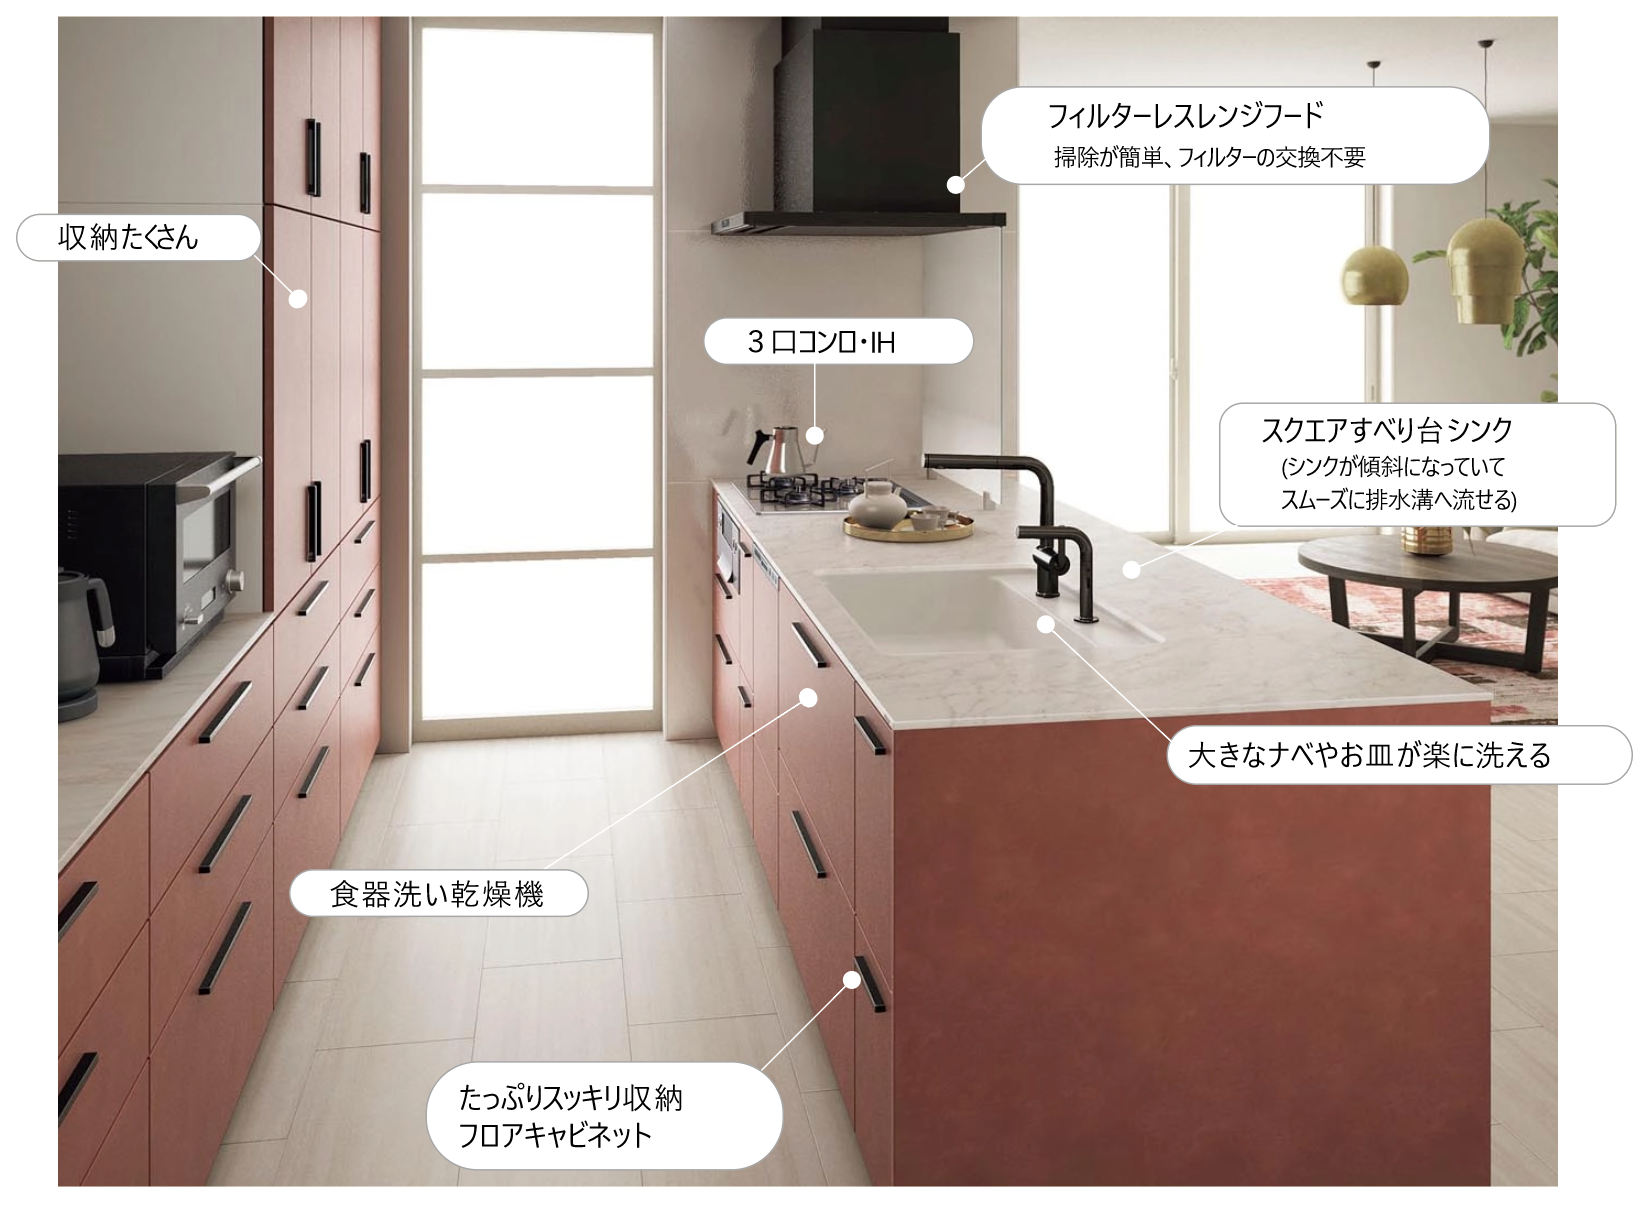 フィルターレスレンジフード
掃除が簡単、フィルターの交換不要
収納たくさん
３口コンロ・IH
スクエアすべり台シンク
(シンクが傾斜になっていて
スムーズに排水溝へ流せる)
大きなナベやお皿が楽に洗える
食器洗い乾燥機
たっぷりスッキリ収納
フロアキャビネット